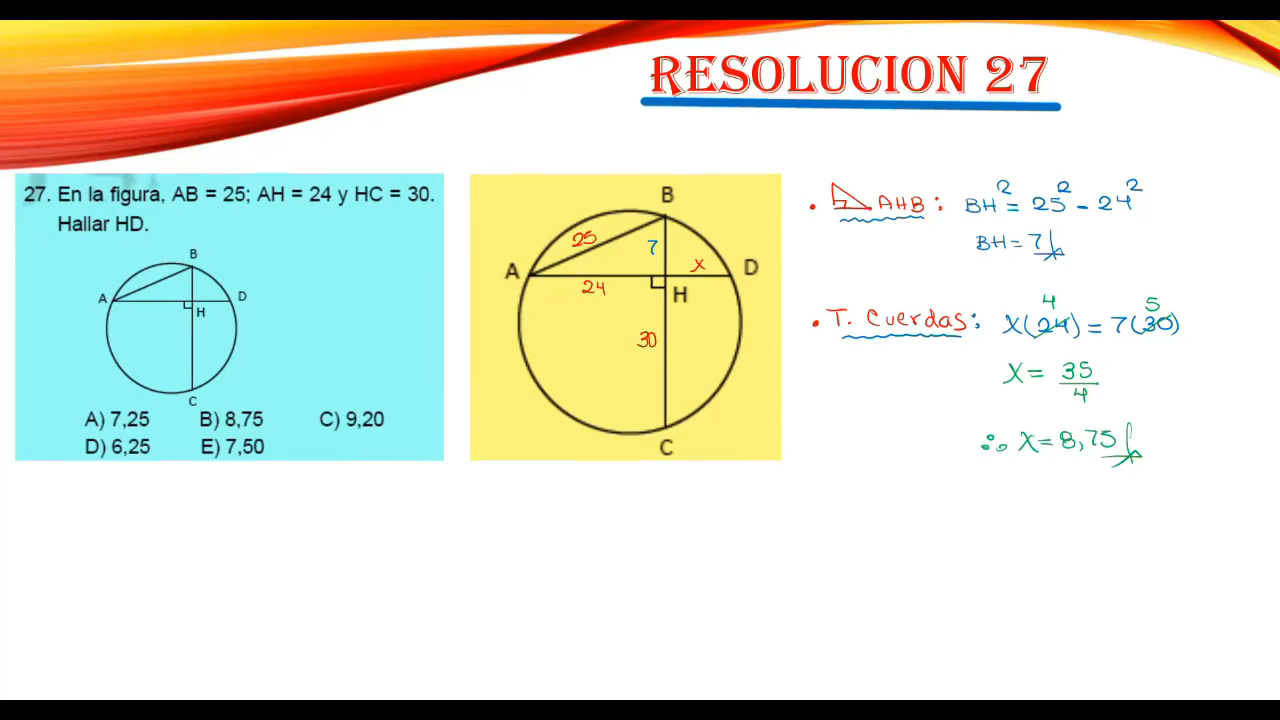 RESOLUCION 27
27. En la figura, AB = 25; AH = 24 y HC = 30.
Hallar HD.
B
A
D
H
C
A) 7,25 B) 8,75 C) 9,20
D) 6,25 E) 7,50
B
25
7
x
A
D
24
H
30
C
• AHB: BH² = 25² - 24²
BH = 7
• T. Cuerdas: x(24) = 7(30)
4 5
x = 35/4
∴ x = 8,75